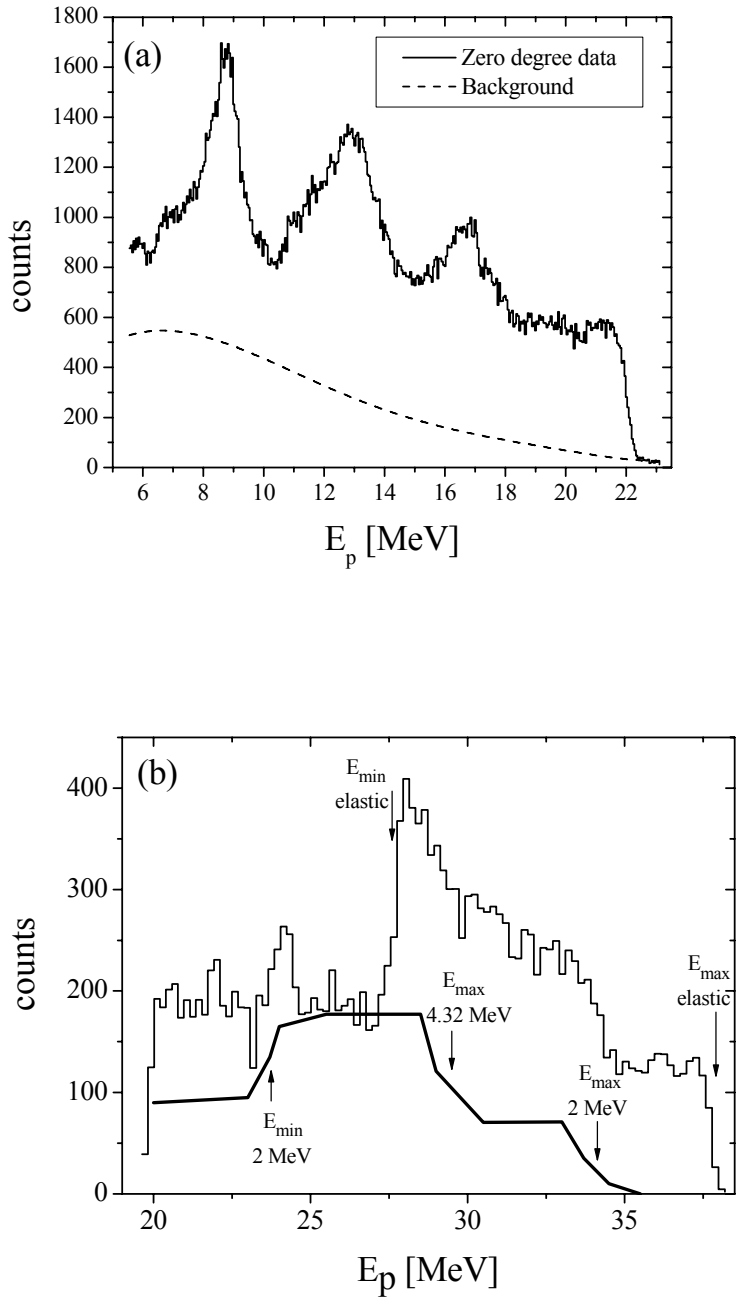 (a)
Zero degree data
Background
1800
1600
1400
1200
1000
800
600
400
200
0
counts
6 8 10 12 14 16 18 20 22
E_p [MeV]
(b)
400
300
200
100
0
counts
E_min
elastic
E_max
4.32 MeV
E_max
elastic
E_max
2 MeV
E_min
2 MeV
20 25 30 35
E_p [MeV]